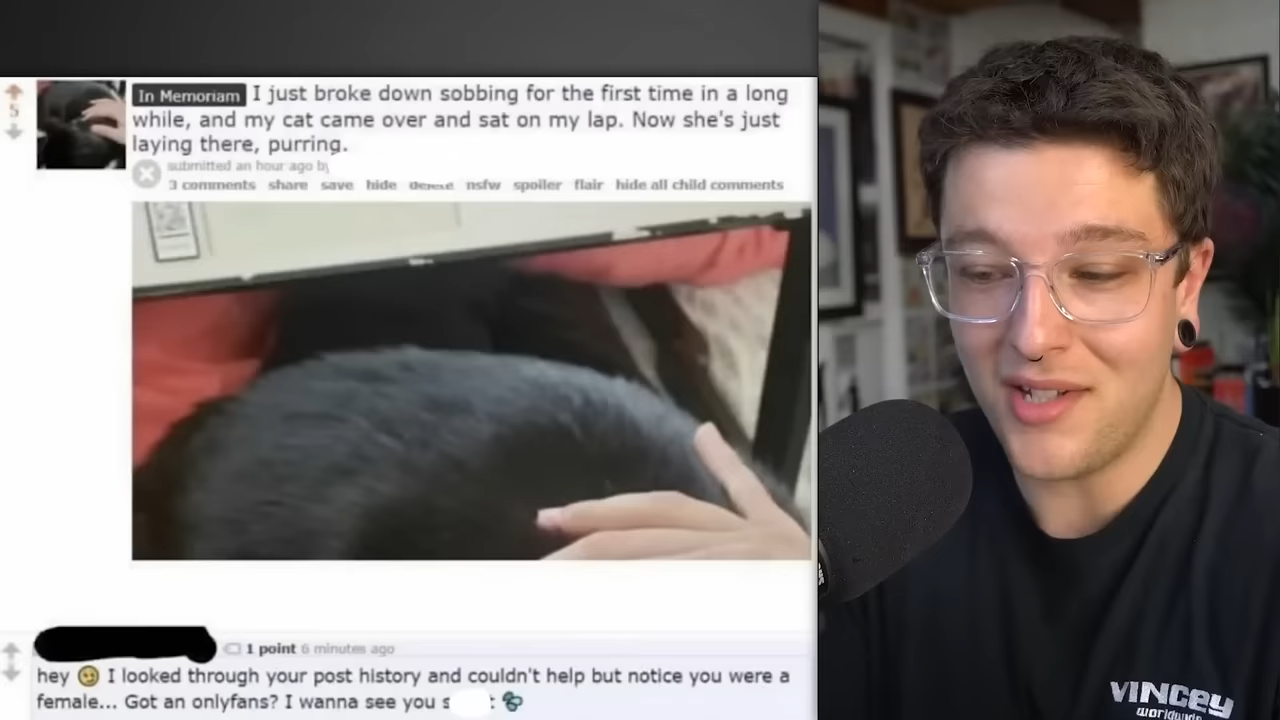 In Memoriam I just broke down sobbing for the first time in a long
while, and my cat came over and sat on my lap. Now she's just
laying there, purring.
5
submitted an hour ago by
3 comments share save hide delete nsfw spoiler flair hide all child comments
1 point 6 minutes ago
hey 😏 I looked through your post history and couldn't help but notice you were a
female... Got an onlyfans? I wanna see you s t
VINCEY
worldwide